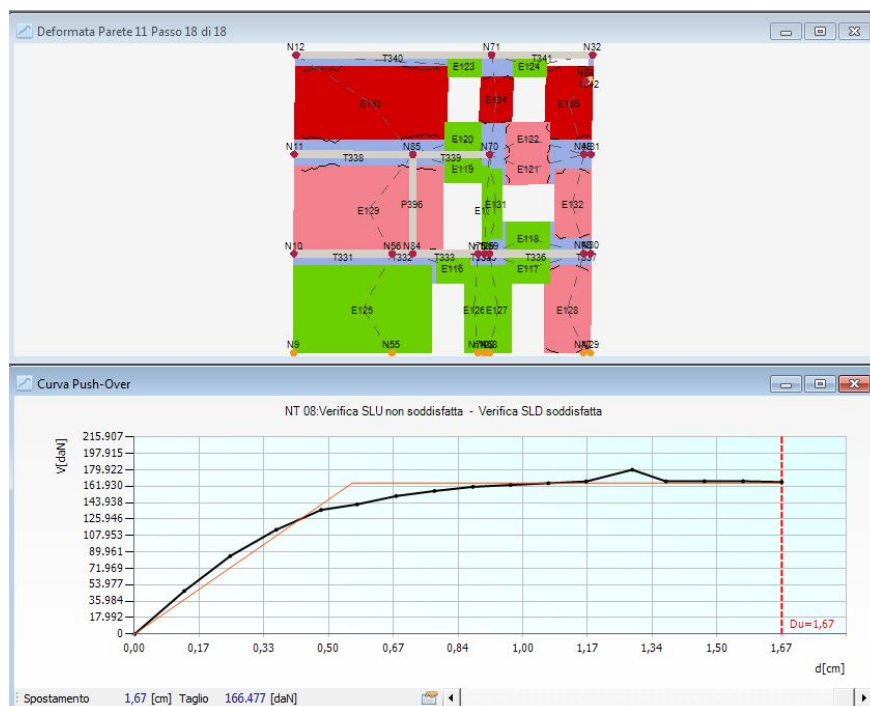 Deformata Parete 11 Passo 18 di 18
N12 N71 N32
T340 T341
E123 E124
E133 E134 E135
E120 E122
N11 N85 N70
T338 T339
E119 E121
P396
E129 E131 E132
E118
N10 N56 N84
T331 T332 T333 T336 T337
E116 E117
E125 E126 E127 E128
N9 N55
Curva Push-Over
NT 08:Verifica SLU non soddisfatta - Verifica SLD soddisfatta
V[daN]
215.907
197.915
179.922
161.930
143.938
125.946
107.953
89.961
71.969
53.977
35.984
17.992
0
Du=1,67
0,00 0,17 0,33 0,50 0,67 0,84 1,00 1,17 1,34 1,50 1,67
d[cm]
Spostamento 1,67 [cm] Taglio 166.477 [daN]